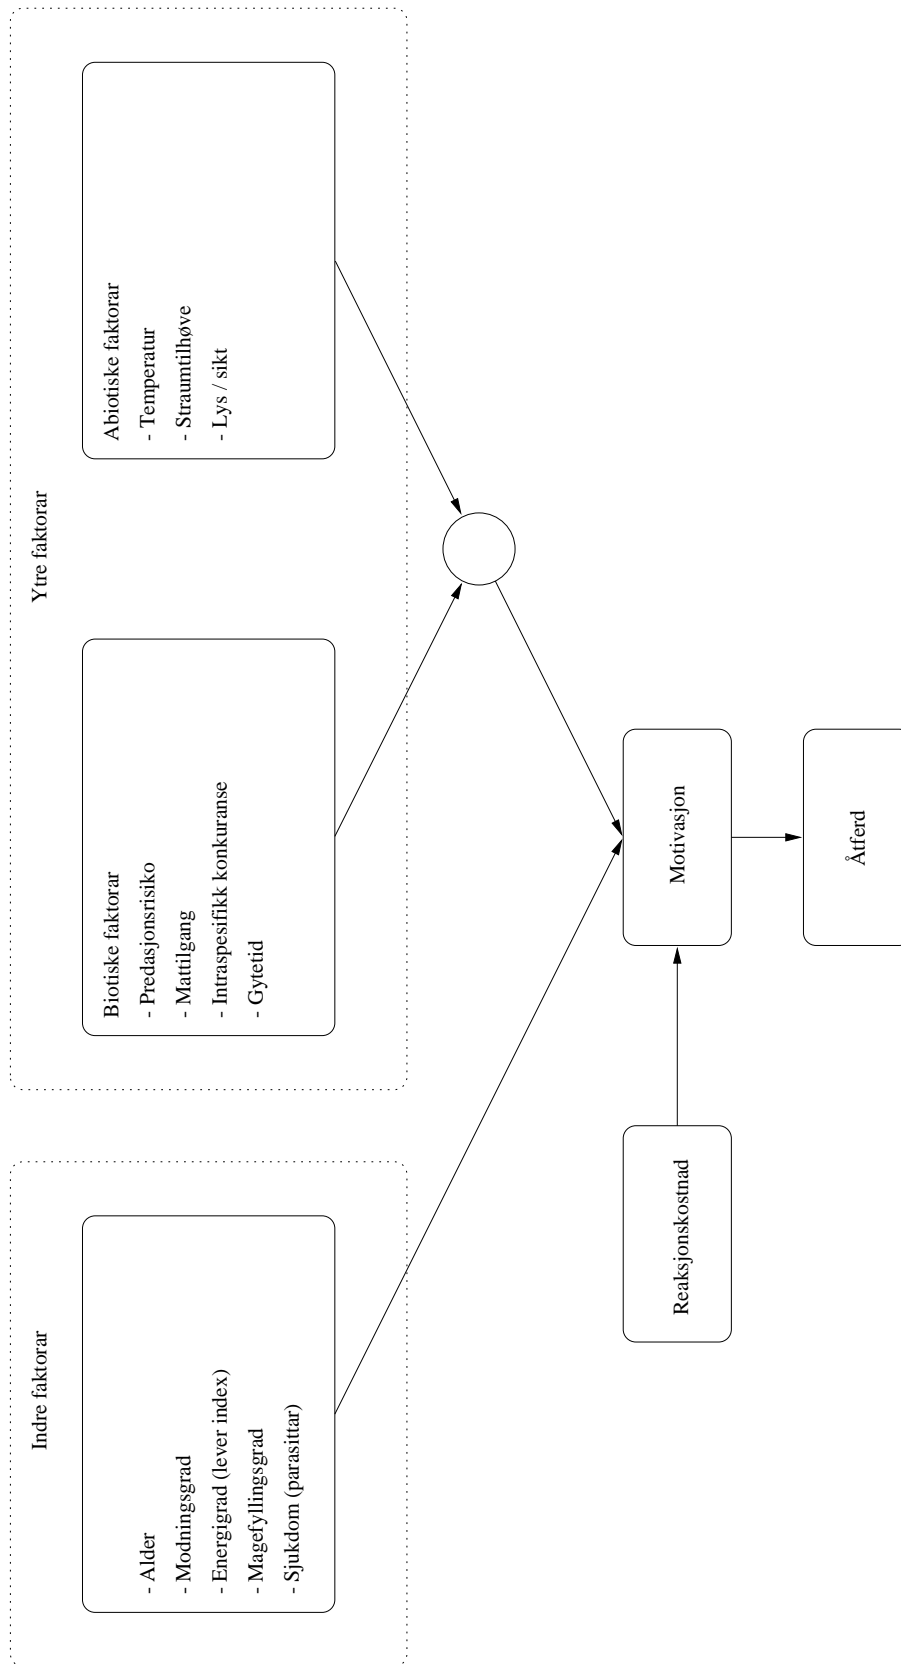 Indre faktorar
- Alder
- Modningsgrad
- Energigrad (lever index)
- Magefyllingsgrad
- Sjukdom (parasittar)
Ytre faktorar
Biotiske faktorar
- Predasjonsrisiko
- Mattilgang
- Intraspesifikk konkuranse
- Gytetid
Abiotiske faktorar
- Temperatur
- Straumtilhøve
- Lys / sikt
Reaksjonskostnad
Motivasjon
Åtferd